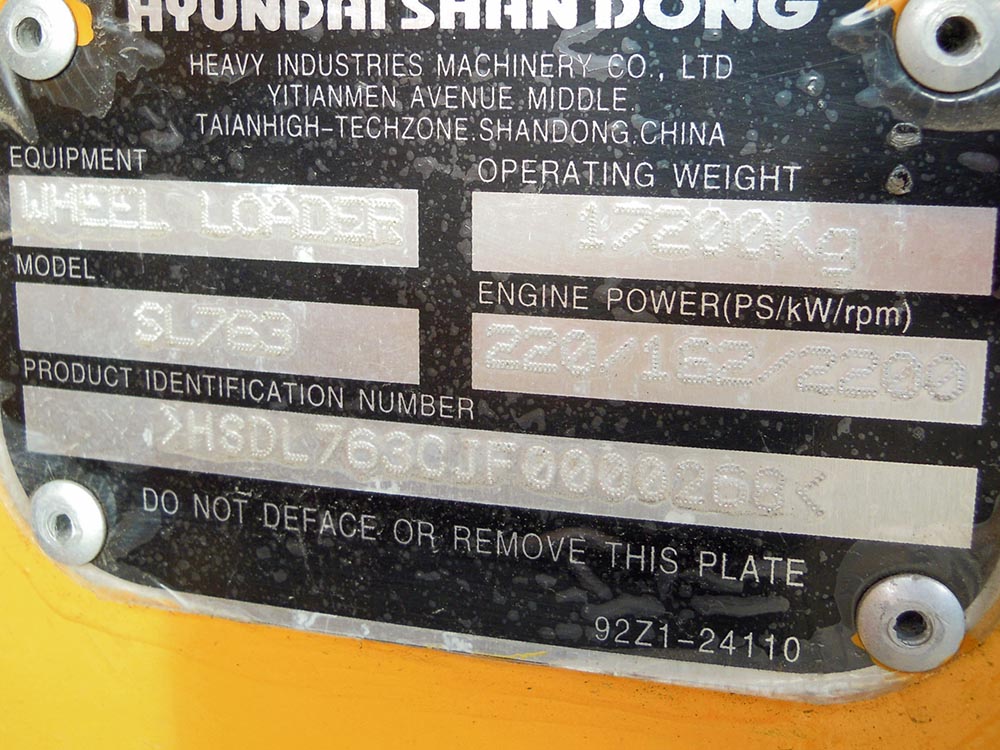 HYUNDAI SHAN DONG
HEAVY INDUSTRIES MACHINERY CO., LTD
YITIANMEN AVENUE MIDDLE
TAIANHIGH-TECHZONE.SHANDONG.CHINA
EQUIPMENT
WHEEL LOADER
OPERATING WEIGHT
17200Kg
MODEL
SL763
ENGINE POWER(PS/kW/rpm)
220/162/2200
PRODUCT IDENTIFICATION NUMBER
>HSDL763CJF0000268<
DO NOT DEFACE OR REMOVE THIS PLATE
92Z1-24110